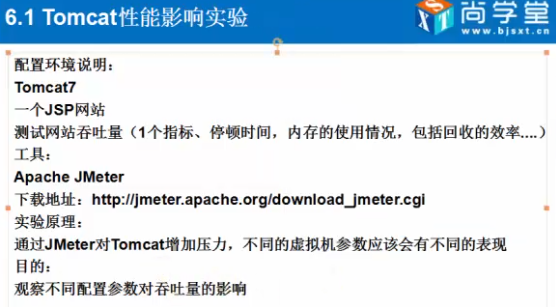 6.1 Tomcat性能影响实验
尚学堂
www.bjsxt.cn
配置环境说明：
Tomcat7
一个JSP网站
测试网站吞吐量（1个指标、停顿时间，内存的使用情况，包括回收的效率....）
工具：
Apache JMeter
下载地址：http://jmeter.apache.org/download_jmeter.cgi
实验原理：
通过JMeter对Tomcat增加压力，不同的虚拟机参数应该会有不同的表现
目的：
观察不同配置参数对吞吐量的影响